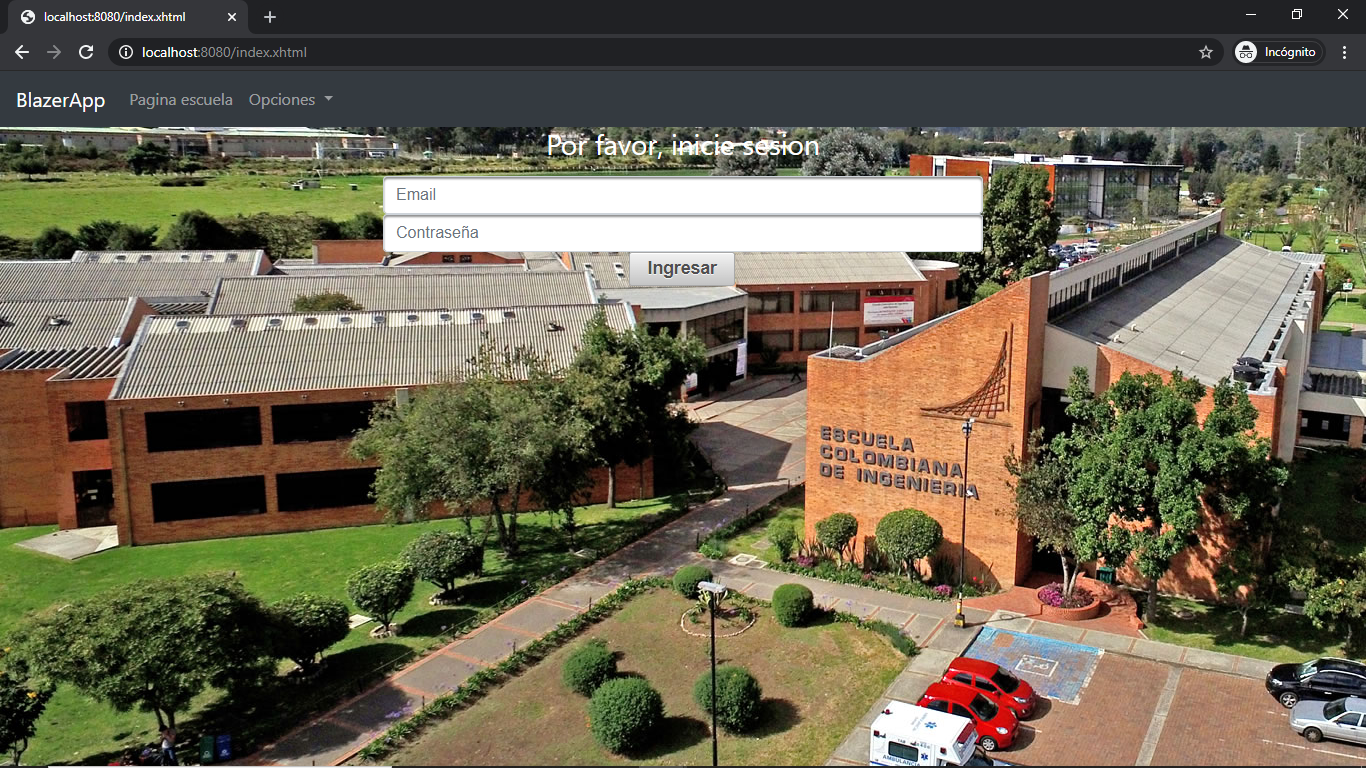 localhost:8080/index.xhtml
localhost:8080/index.xhtml
Incógnito
BlazerApp
Pagina escuela
Opciones
Por favor, inicie sesion
Email
Contraseña
Ingresar
ESCUELA
COLOMBIANA
DE INGENIERIA
AMBULANCIA